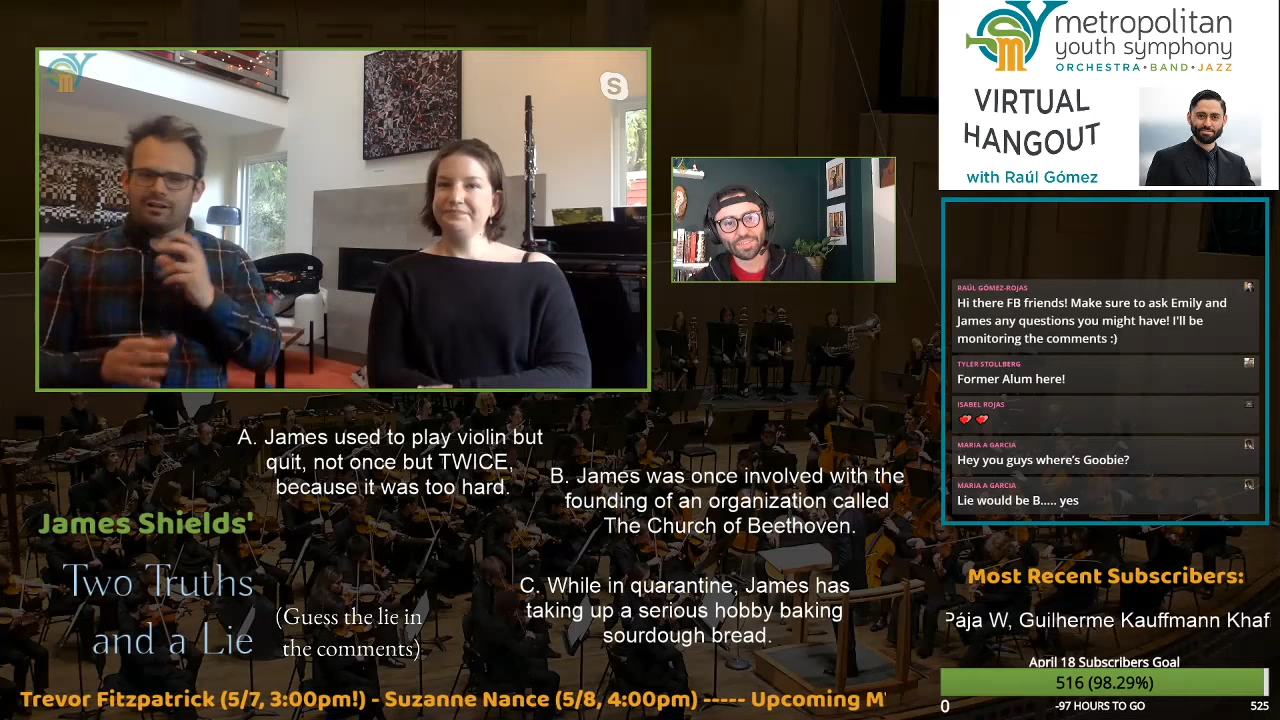 metropolitan
youth symphony
ORCHESTRA•BAND•JAZZ
VIRTUAL
HANGOUT
with Raúl Gómez
S
RAÚL GÓMEZ-ROJAS
Hi there FB friends! Make sure to ask Emily and
James any questions you might have! I'll be
monitoring the comments :)
TYLER STOLLBERG
Former Alum here!
ISABEL ROJAS
MARIA A GARCIA
Hey you guys where's Goobie?
MARIA A GARCIA
Lie would be B..... yes
A. James used to play violin but
quit, not once but TWICE,
because it was too hard.
B. James was once involved with the
founding of an organization called
The Church of Beethoven.
C. While in quarantine, James has
taking up a serious hobby baking
sourdough bread.
James Shields'
Two Truths
and a Lie
(Guess the lie in
the comments)
Most Recent Subscribers:
Pája W, Guilherme Kauffmann Khaf
April 18 Subscribers Goal
516 (98.29%)
0
-97 HOURS TO GO
525
Trevor Fitzpatrick (5/7, 3:00pm!) - Suzanne Nance (5/8, 4:00pm) ----- Upcoming M